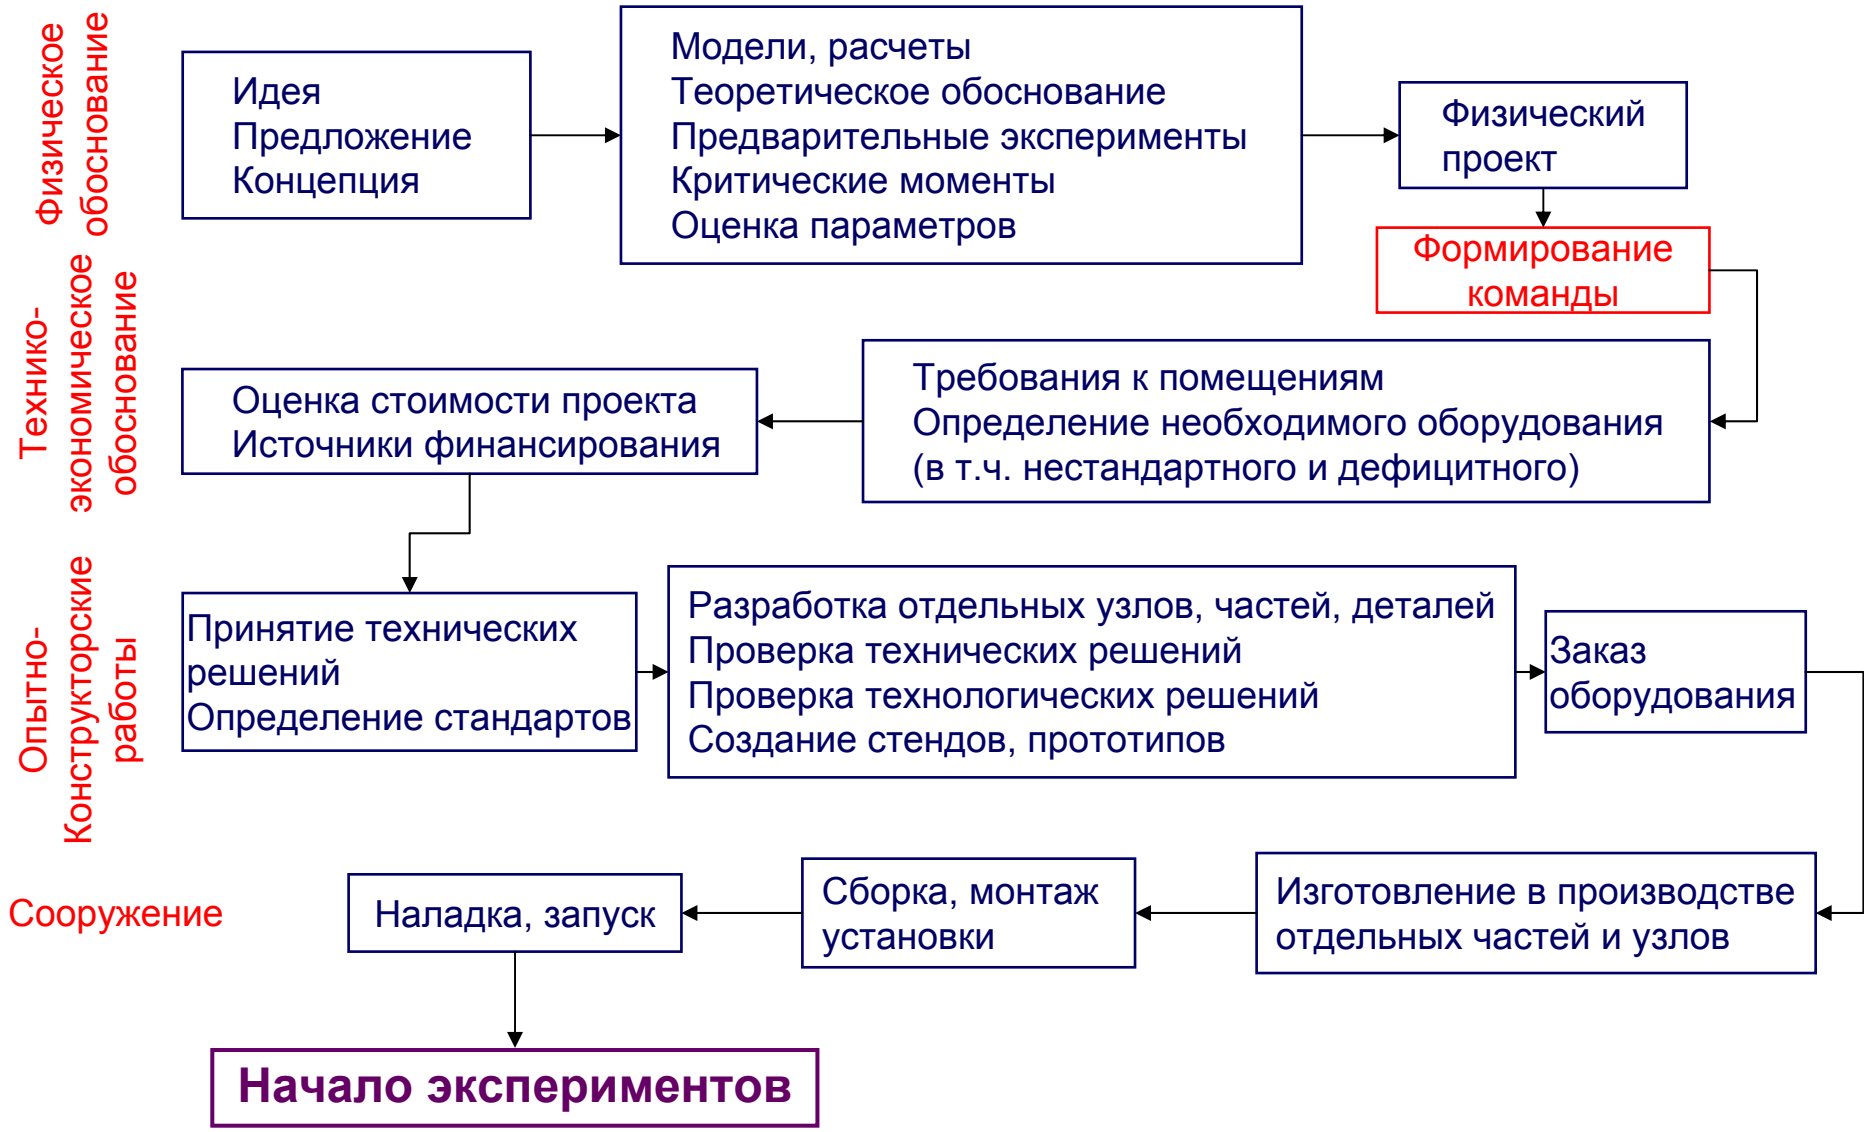 Физическое
обоснование
Идея
Предложение
Концепция
Модели, расчеты
Теоретическое обоснование
Предварительные эксперименты
Критические моменты
Оценка параметров
Физический
проект
Формирование
команды
Технико-
экономическое
обоснование
Требования к помещениям
Определение необходимого оборудования
(в т.ч. нестандартного и дефицитного)
Оценка стоимости проекта
Источники финансирования
Опытно-
Конструкторские
работы
Принятие технических
решений
Определение стандартов
Разработка отдельных узлов, частей, деталей
Проверка технических решений
Проверка технологических решений
Создание стендов, прототипов
Заказ
оборудования
Сооружение
Изготовление в производстве
отдельных частей и узлов
Сборка, монтаж
установки
Наладка, запуск
Начало экспериментов